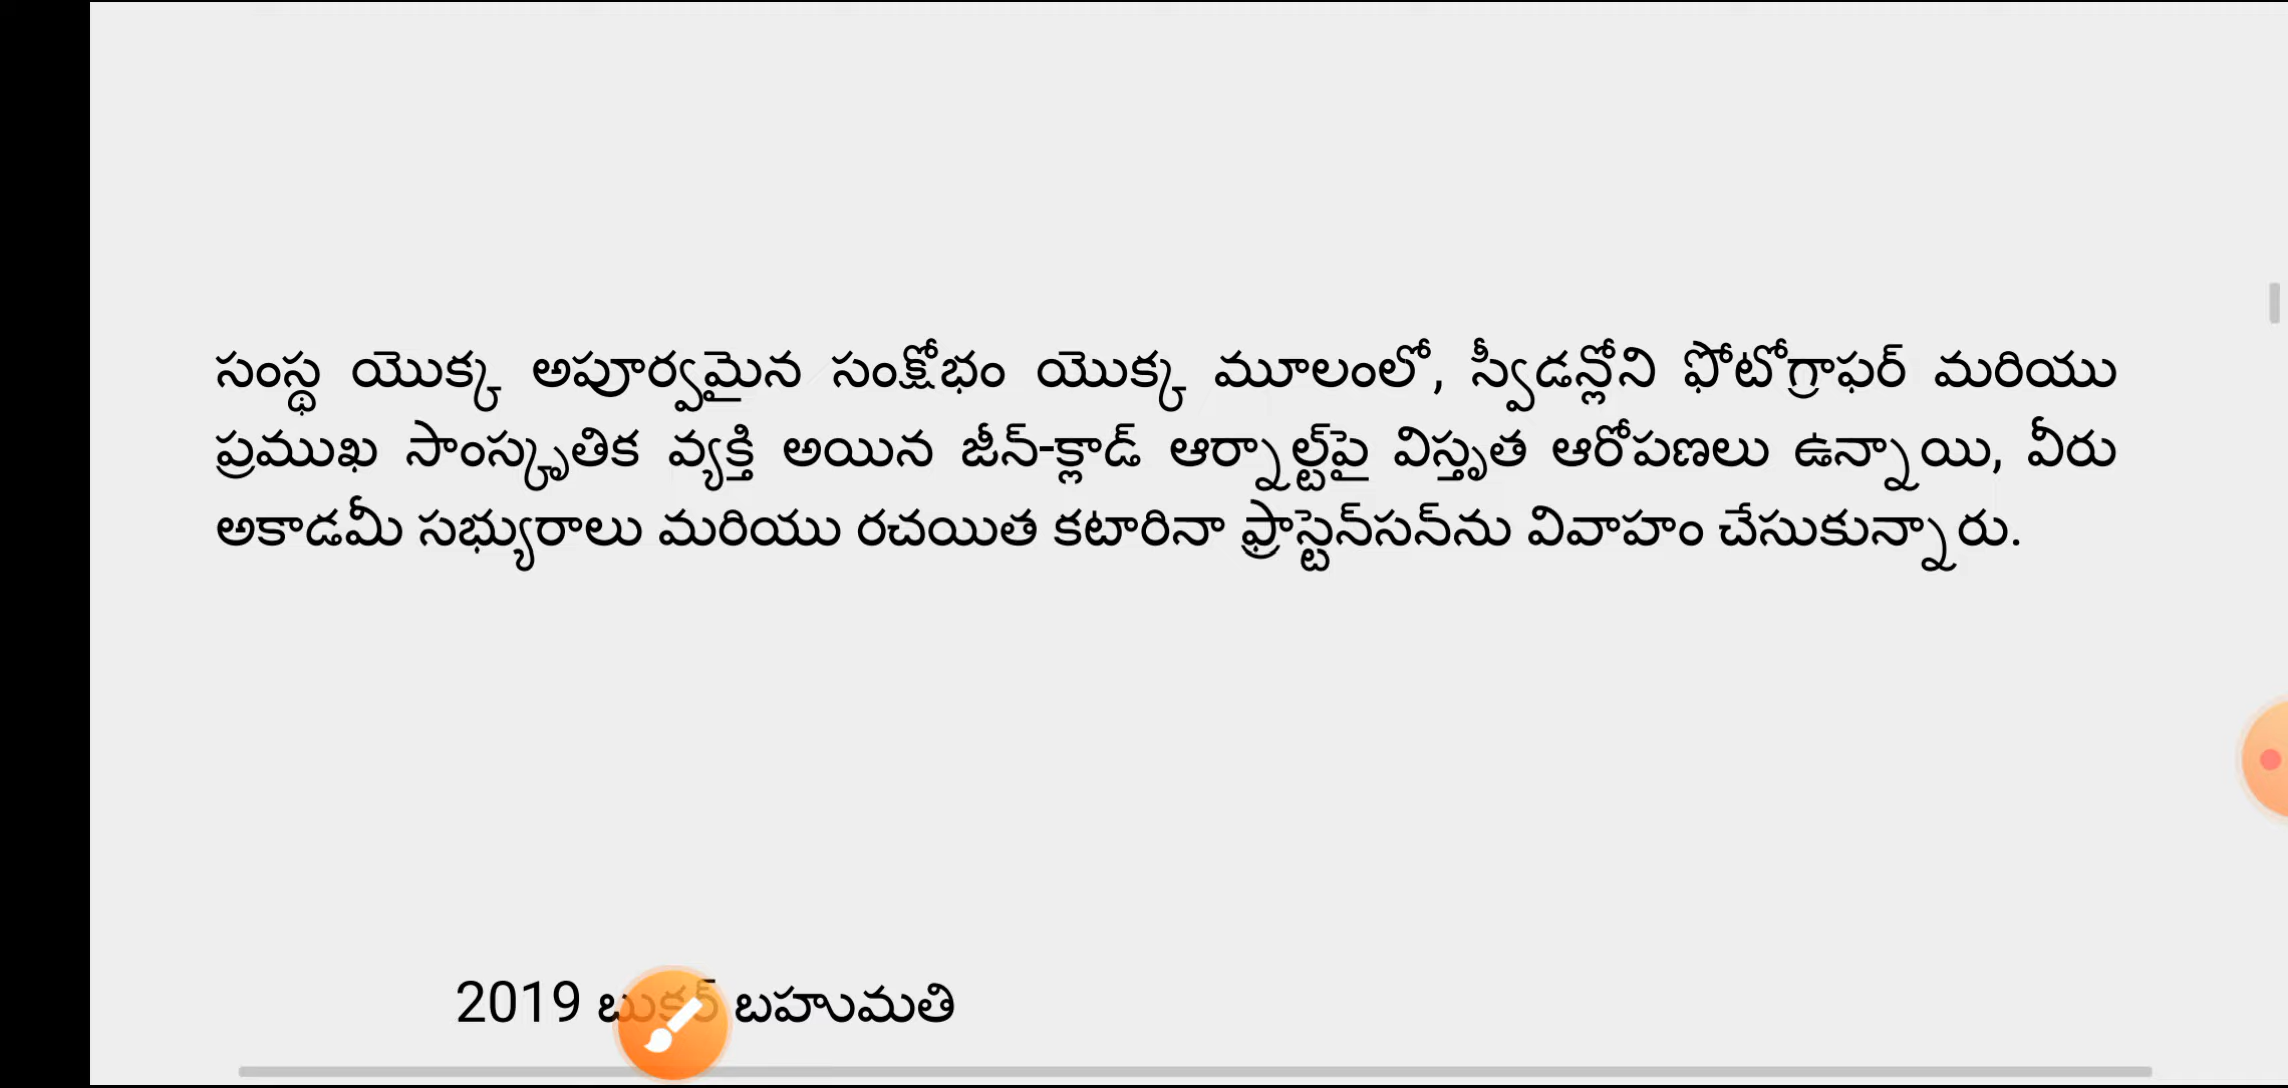 సంస్థ యొక్క అపూర్వమైన సంక్షోభం యొక్క మూలంలో, స్వీడన్లోని ఫోటోగ్రాఫర్ మరియు
ప్రముఖ సాంస్కృతిక వ్యక్తి అయిన జీన్-క్లాడ్ ఆర్నాల్ట్‌పై విస్తృత ఆరోపణలు ఉన్నాయి, వీరు
అకాడమీ సభ్యురాలు మరియు రచయిత కటారినా ఫ్రాస్టెన్‌సన్‌ను వివాహం చేసుకున్నారు.
2019 బుకర్ బహుమతి